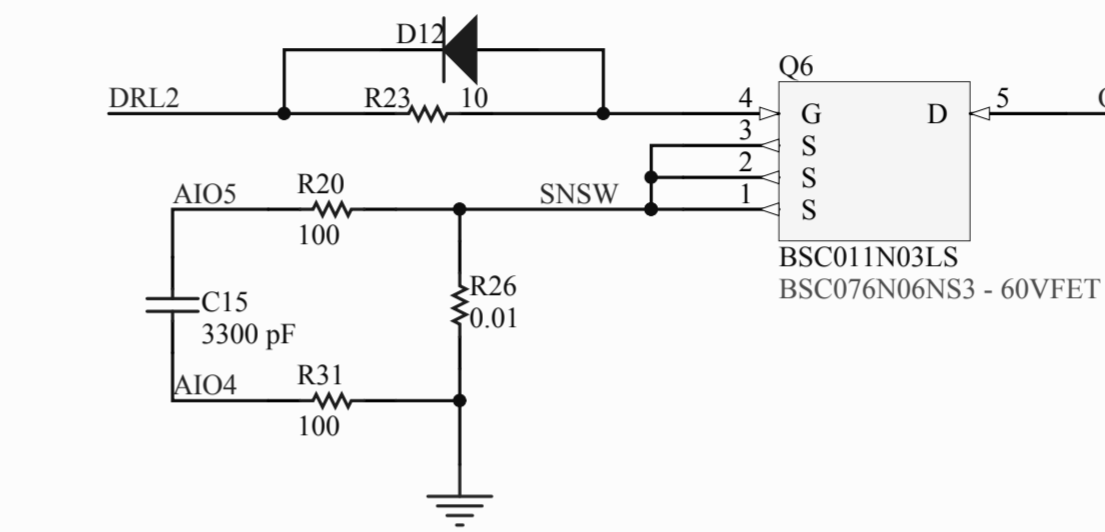 D12
Q6
DRL2
R23 10
4
G
D
5
3
S
2
S
1
S
AIO5
R20
SNSW
100
BSC011N03LS
BSC076N06NS3 - 60VFET
R26
0.01
C15
3300 pF
AIO4
R31
100